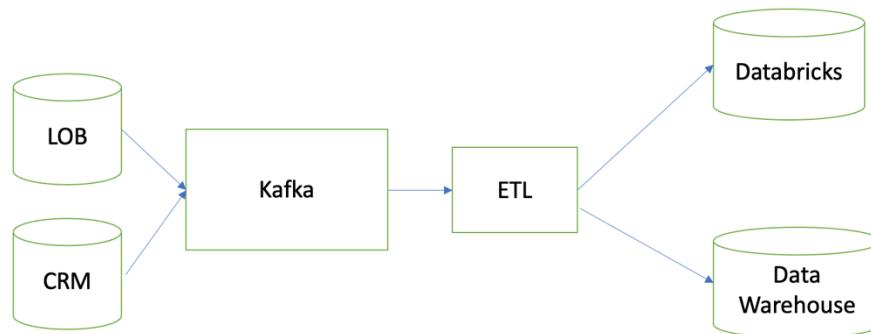 LOB
CRM
Kafka
ETL
Databricks
Data
Warehouse